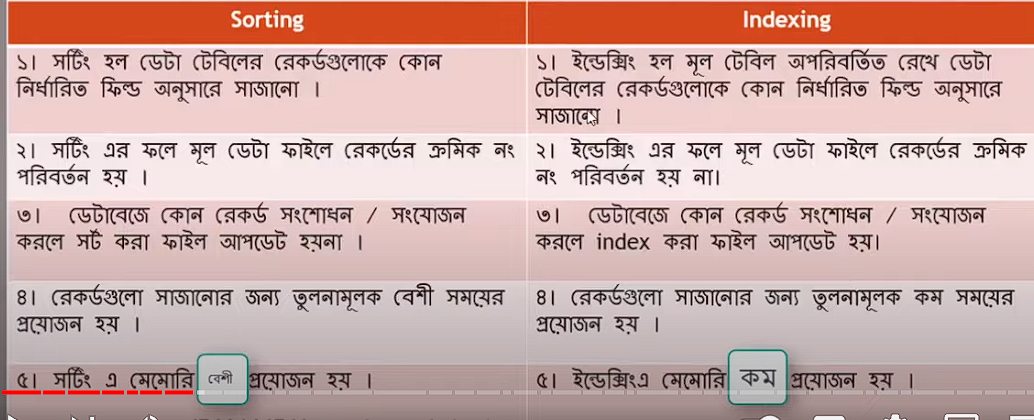 Sorting
Indexing
১। সর্টিং হল ডেটা টেবিলের রেকর্ডগুলোকে কোন
নির্ধারিত ফিল্ড অনুসারে সাজানো ।
১। ইন্ডেক্সিং হল মূল টেবিল অপরিবর্তিত রেখে ডেটা
টেবিলের রেকর্ডগুলোকে কোন নির্ধারিত ফিল্ড অনুসারে
সাজানো ।
২। সর্টিং এর ফলে মূল ডেটা ফাইলে রেকর্ডের ক্রমিক নং
পরিবর্তন হয় ।
২। ইন্ডেক্সিং এর ফলে মূল ডেটা ফাইলে রেকর্ডের ক্রমিক
নং পরিবর্তন হয় না।
৩। ডেটাবেজে কোন রেকর্ড সংশোধন / সংযোজন
করলে সর্ট করা ফাইল আপডেট হয়না ।
৩। ডেটাবেজে কোন রেকর্ড সংশোধন / সংযোজন
করলে index করা ফাইল আপডেট হয়।
৪। রেকর্ডগুলো সাজানোর জন্য তুলনামূলক বেশী সময়ের
প্রয়োজন হয় ।
৪। রেকর্ডগুলো সাজানোর জন্য তুলনামূলক কম সময়ের
প্রয়োজন হয় ।
৫। সর্টিং এ মেমোরি বেশী প্রয়োজন হয় ।
৫। ইন্ডেক্সিংএ মেমোরি কম প্রয়োজন হয় ।